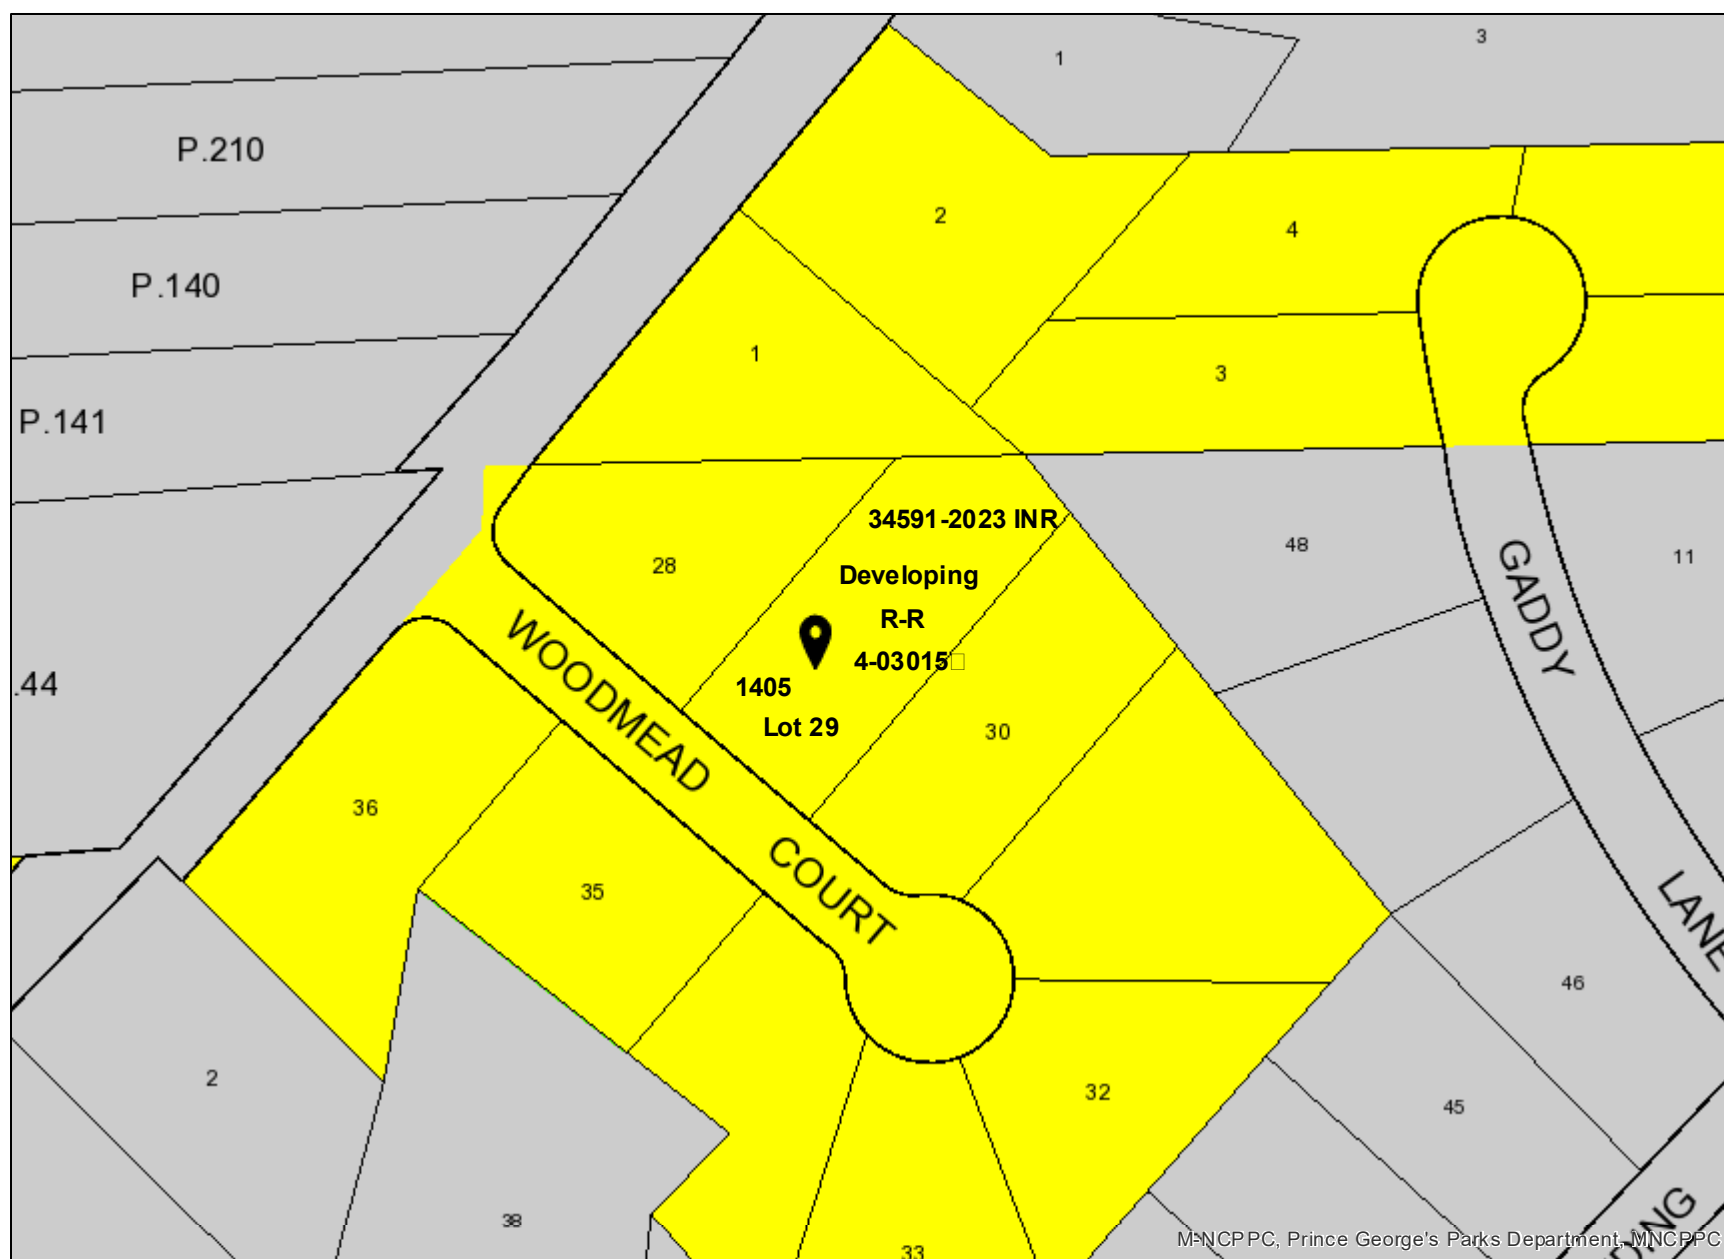 1
3
P.210
2
4
P.140
1
3
P.141
34591-2023 INR
28
48
11
Developing
R-R
4-03015
GADDY
LANE
.44
1405
WOODMEAD
COURT
Lot 29
30
36
35
46
2
32
45
38
33
M-NCPPC, Prince George's Parks Department, MNCPPC